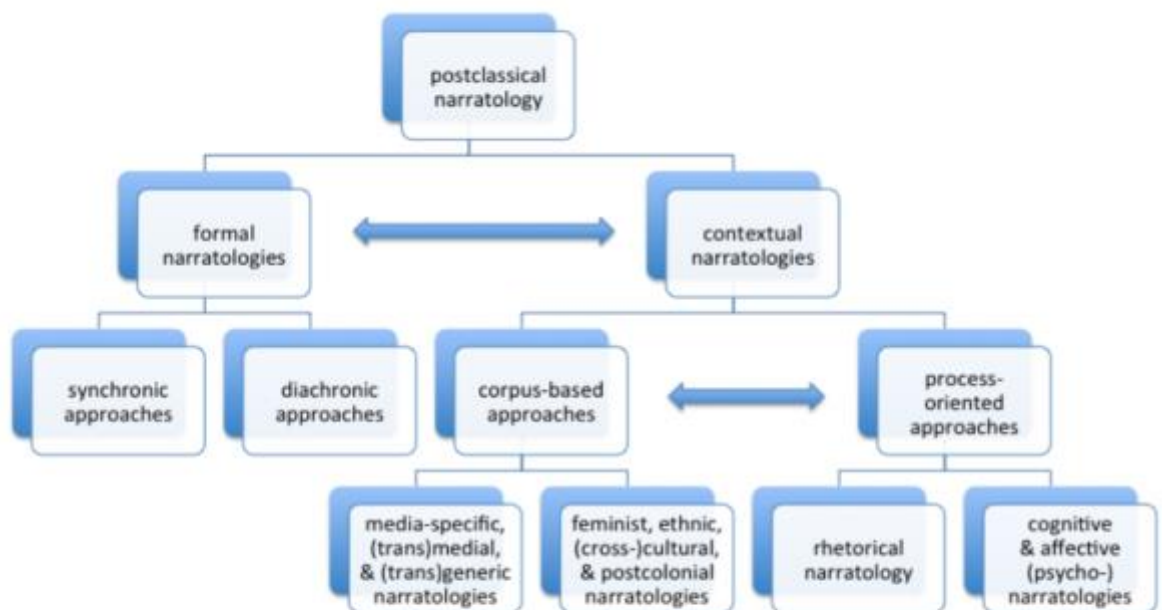 postclassical
narratology
formal
narratologies
contextual
narratologies
synchronic
approaches
diachronic
approaches
corpus-based
approaches
process-
oriented
approaches
media-specific,
(trans)medial,
& (trans)generic
narratologies
feminist, ethnic,
(cross-)cultural,
& postcolonial
narratologies
rhetorical
narratology
cognitive
& affective
(psycho-)
narratologies